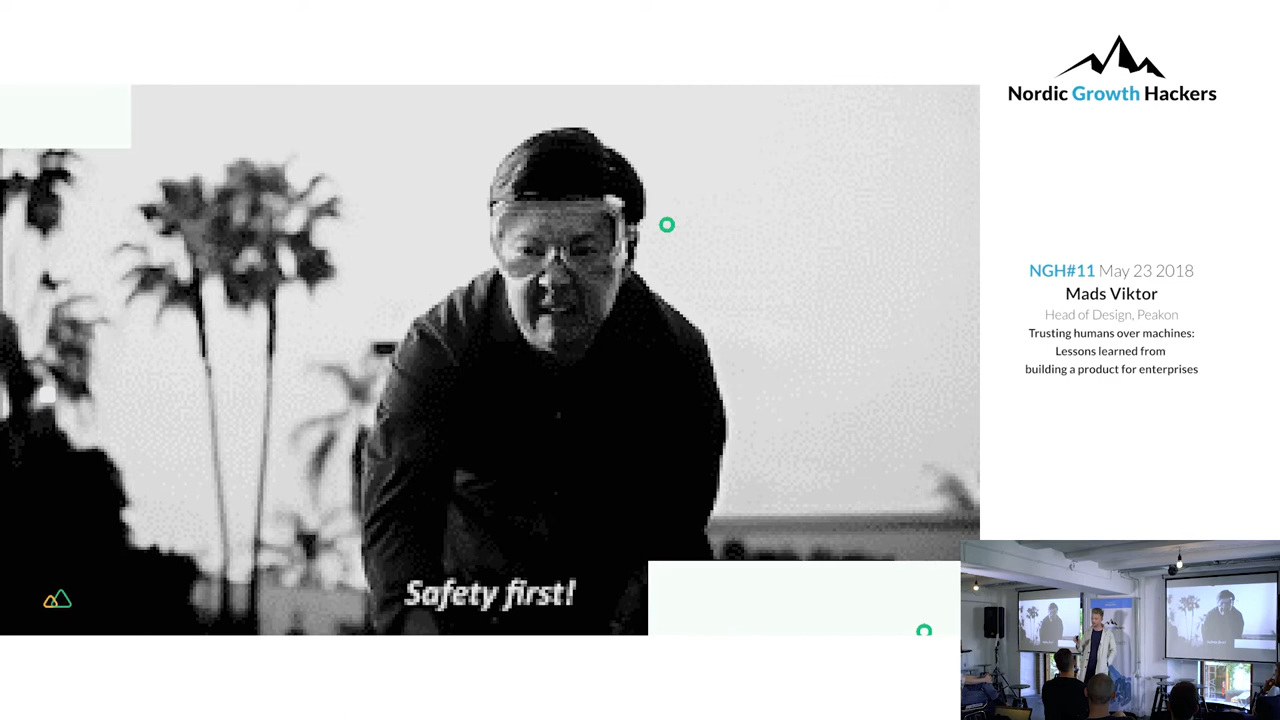 Nordic Growth Hackers
NGH#11 May 23 2018
Mads Viktor
Head of Design, Peakon
Trusting humans over machines:
Lessons learned from
building a product for enterprises
Safety first!